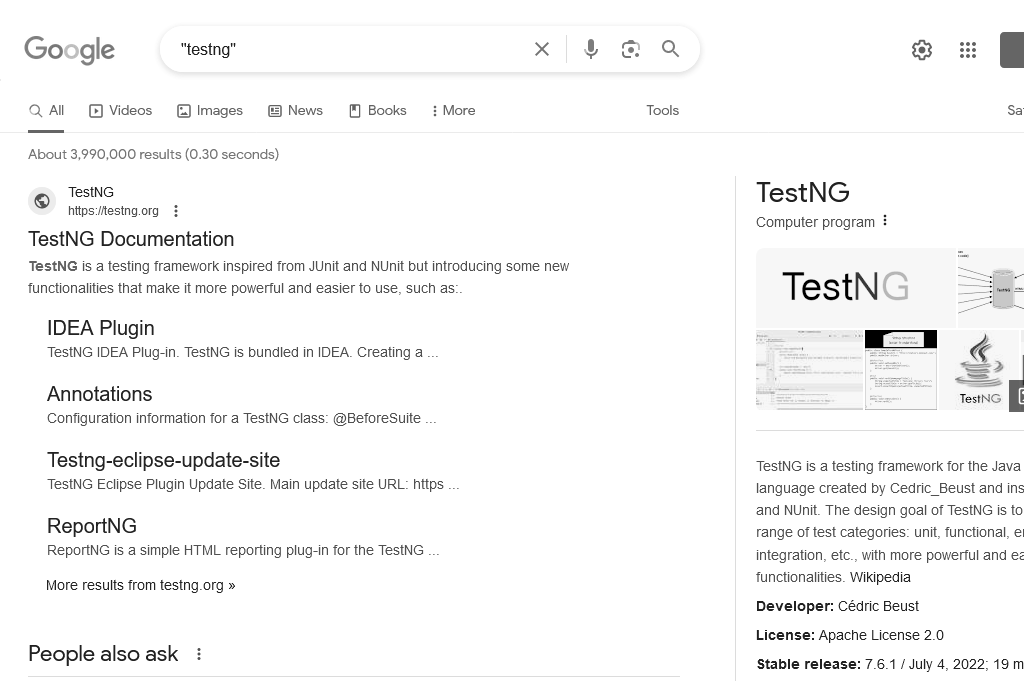 Google
"testng"
All
Videos
Images
News
Books
More
Tools
About 3,990,000 results (0.30 seconds)
TestNG
https://testng.org
TestNG Documentation
TestNG is a testing framework inspired from JUnit and NUnit but introducing some new
functionalities that make it more powerful and easier to use, such as:.
IDEA Plugin
TestNG IDEA Plug-in. TestNG is bundled in IDEA. Creating a ...
Annotations
Configuration information for a TestNG class: @BeforeSuite ...
Testng-eclipse-update-site
TestNG Eclipse Plugin Update Site. Main update site URL: https ...
ReportNG
ReportNG is a simple HTML reporting plug-in for the TestNG ...
More results from testng.org »
People also ask
TestNG
Computer program
TestNG
TestNG
TestNG
TestNG is a testing framework for the Java
language created by Cedric_Beust and
and NUnit. The design goal of TestNG is to
range of test categories: unit, functional,
integration, etc., with more powerful and
functionalities. Wikipedia
Developer: Cédric Beust
License: Apache License 2.0
Stable release: 7.6.1 / July 4, 2022; 19